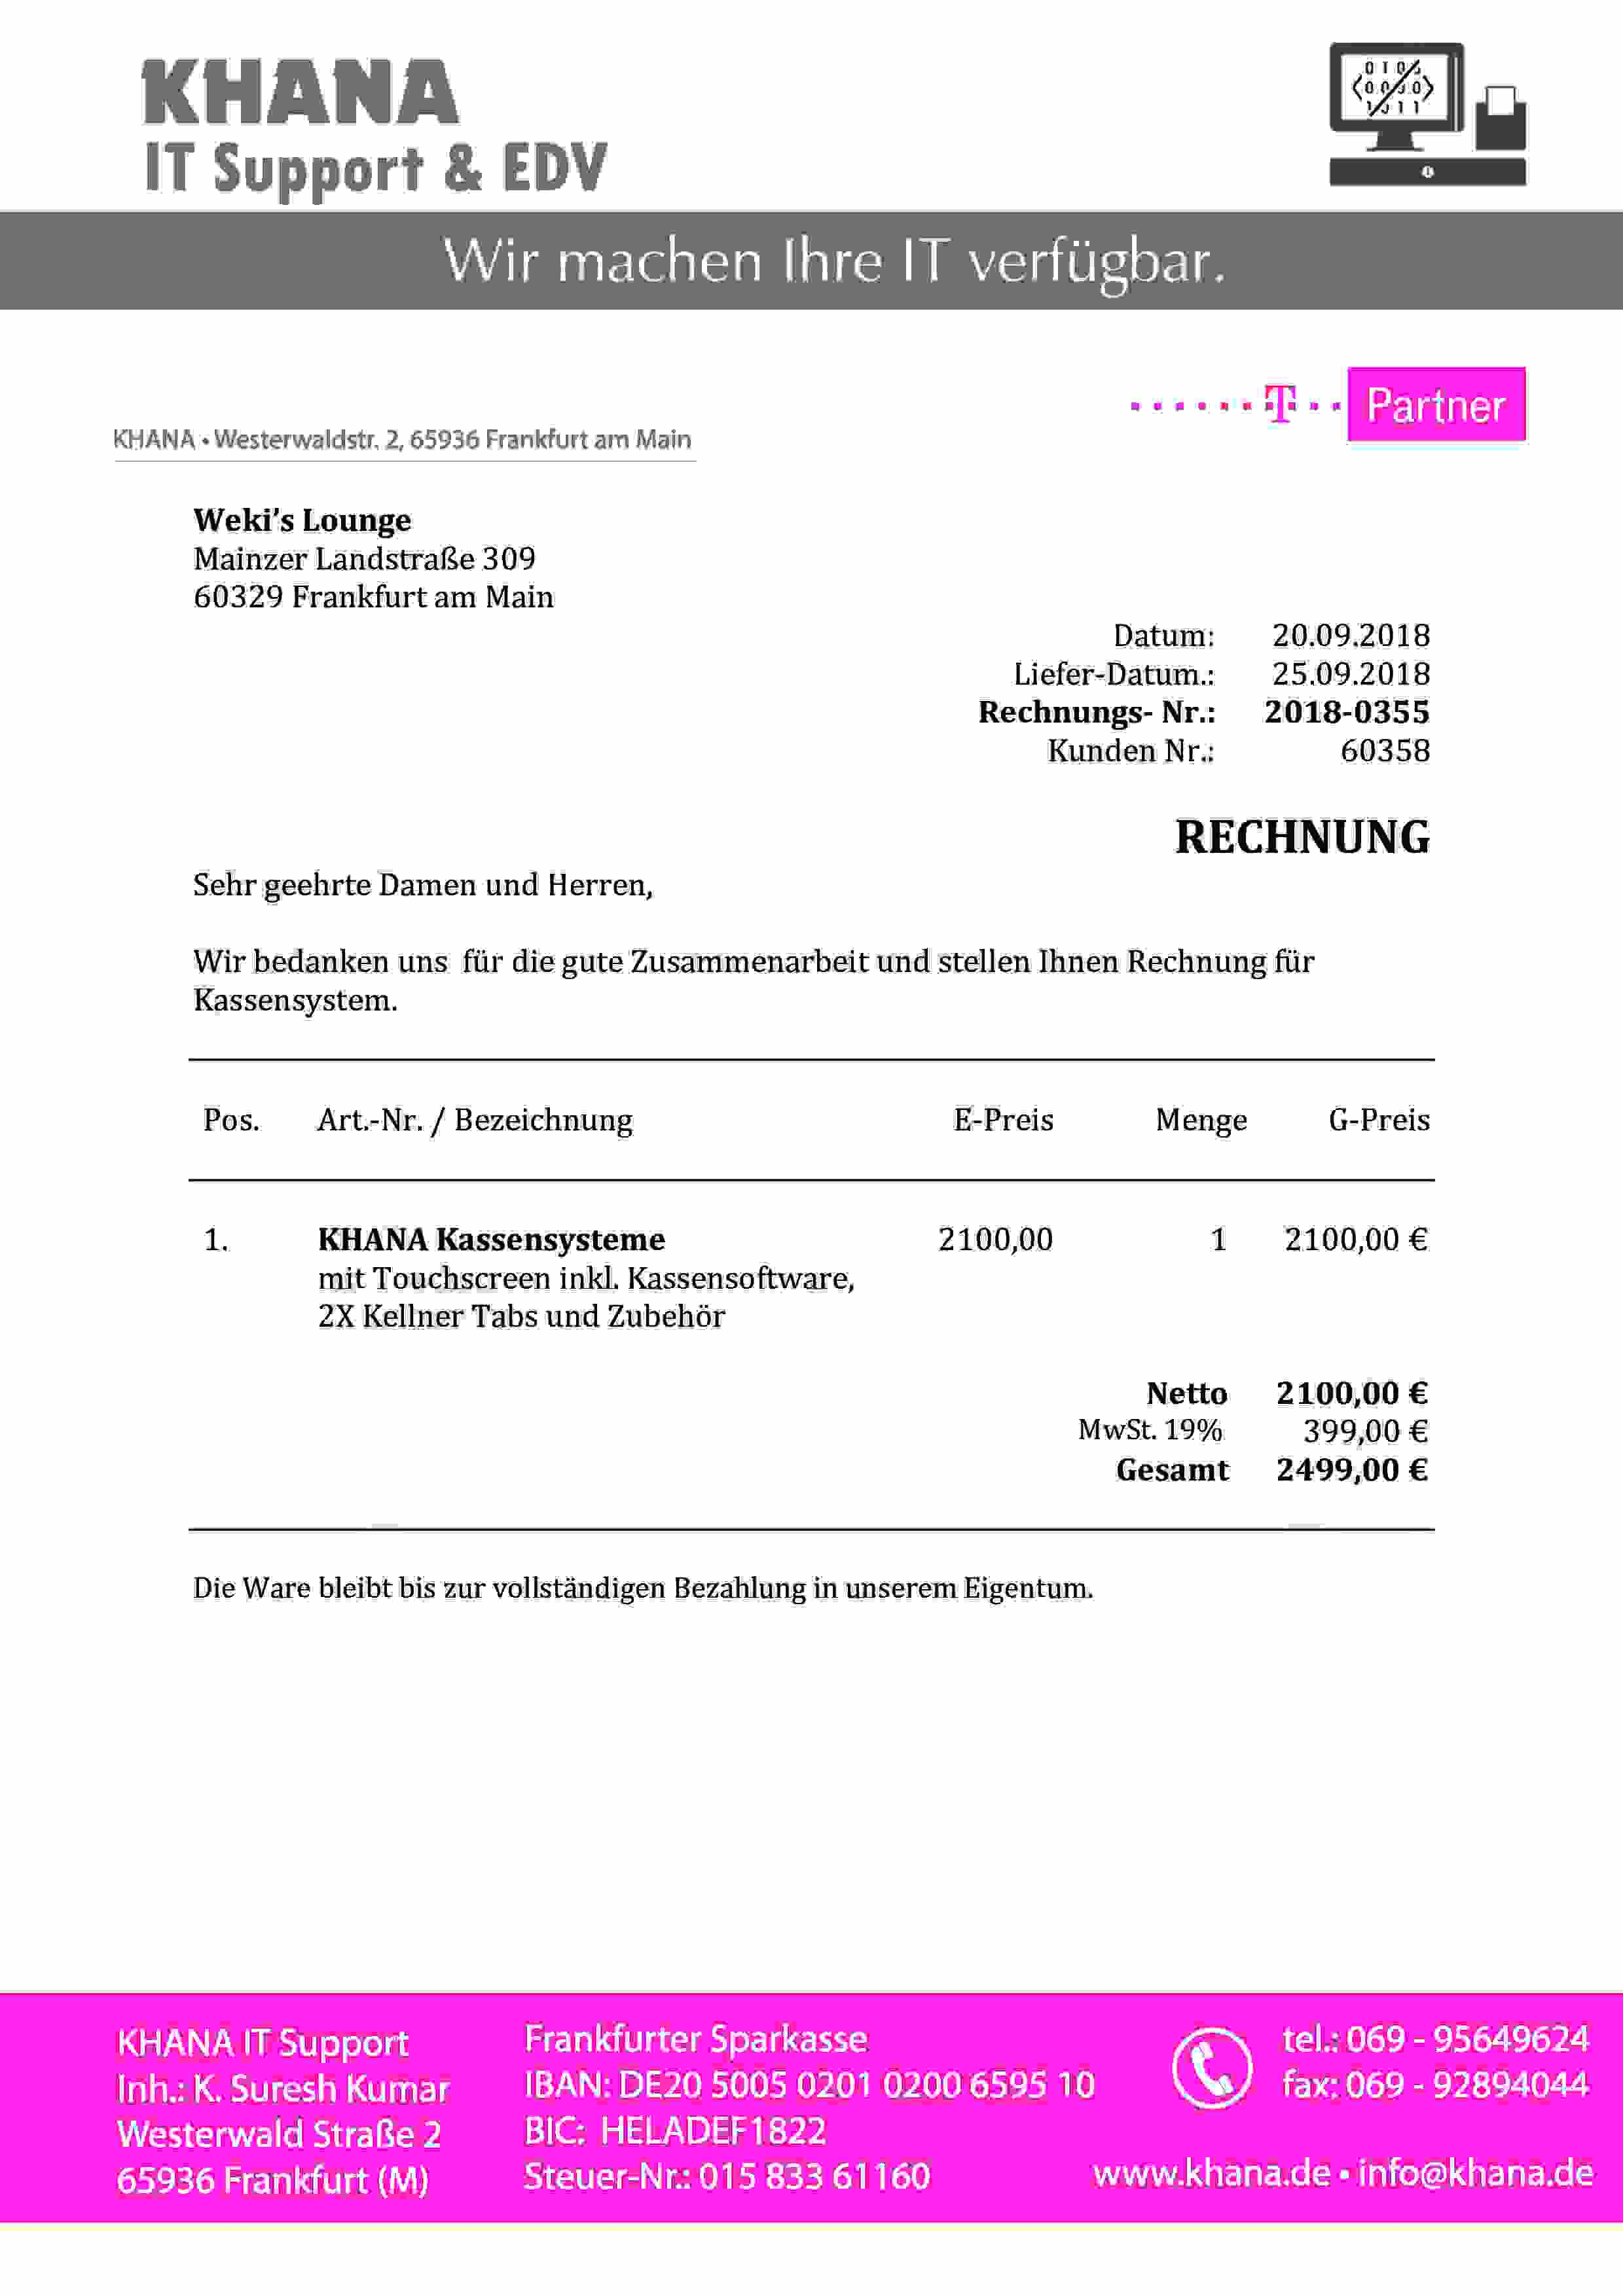 KHANA
IT Support & EDV
Wir machen Ihre IT verfügbar.
T Partner
KHANA • Westerwaldstr. 2, 65936 Frankfurt am Main
Weki's Lounge
Mainzer Landstraße 309
60329 Frankfurt am Main
Datum: 20.09.2018
Liefer-Datum.: 25.09.2018
Rechnungs- Nr.: 2018-0355
Kunden Nr.: 60358
RECHNUNG
Sehr geehrte Damen und Herren,
Wir bedanken uns für die gute Zusammenarbeit und stellen Ihnen Rechnung für
Kassensystem.
Pos. Art.-Nr. / Bezeichnung E-Preis Menge G-Preis
1. KHANA Kassensysteme 2100,00 1 2100,00 €
mit Touchscreen inkl. Kassensoftware,
2X Kellner Tabs und Zubehör
Netto 2100,00 €
MwSt. 19% 399,00 €
Gesamt 2499,00 €
Die Ware bleibt bis zur vollständigen Bezahlung in unserem Eigentum.
KHANA IT Support
Inh.: K. Suresh Kumar
Westerwald Straße 2
65936 Frankfurt (M)
Frankfurter Sparkasse
IBAN: DE20 5005 0201 0200 6595 10
BIC: HELADEF1822
Steuer-Nr.: 015 833 61160
tel.: 069 - 95649624
fax: 069 - 92894044
www.khana.de • info@khana.de